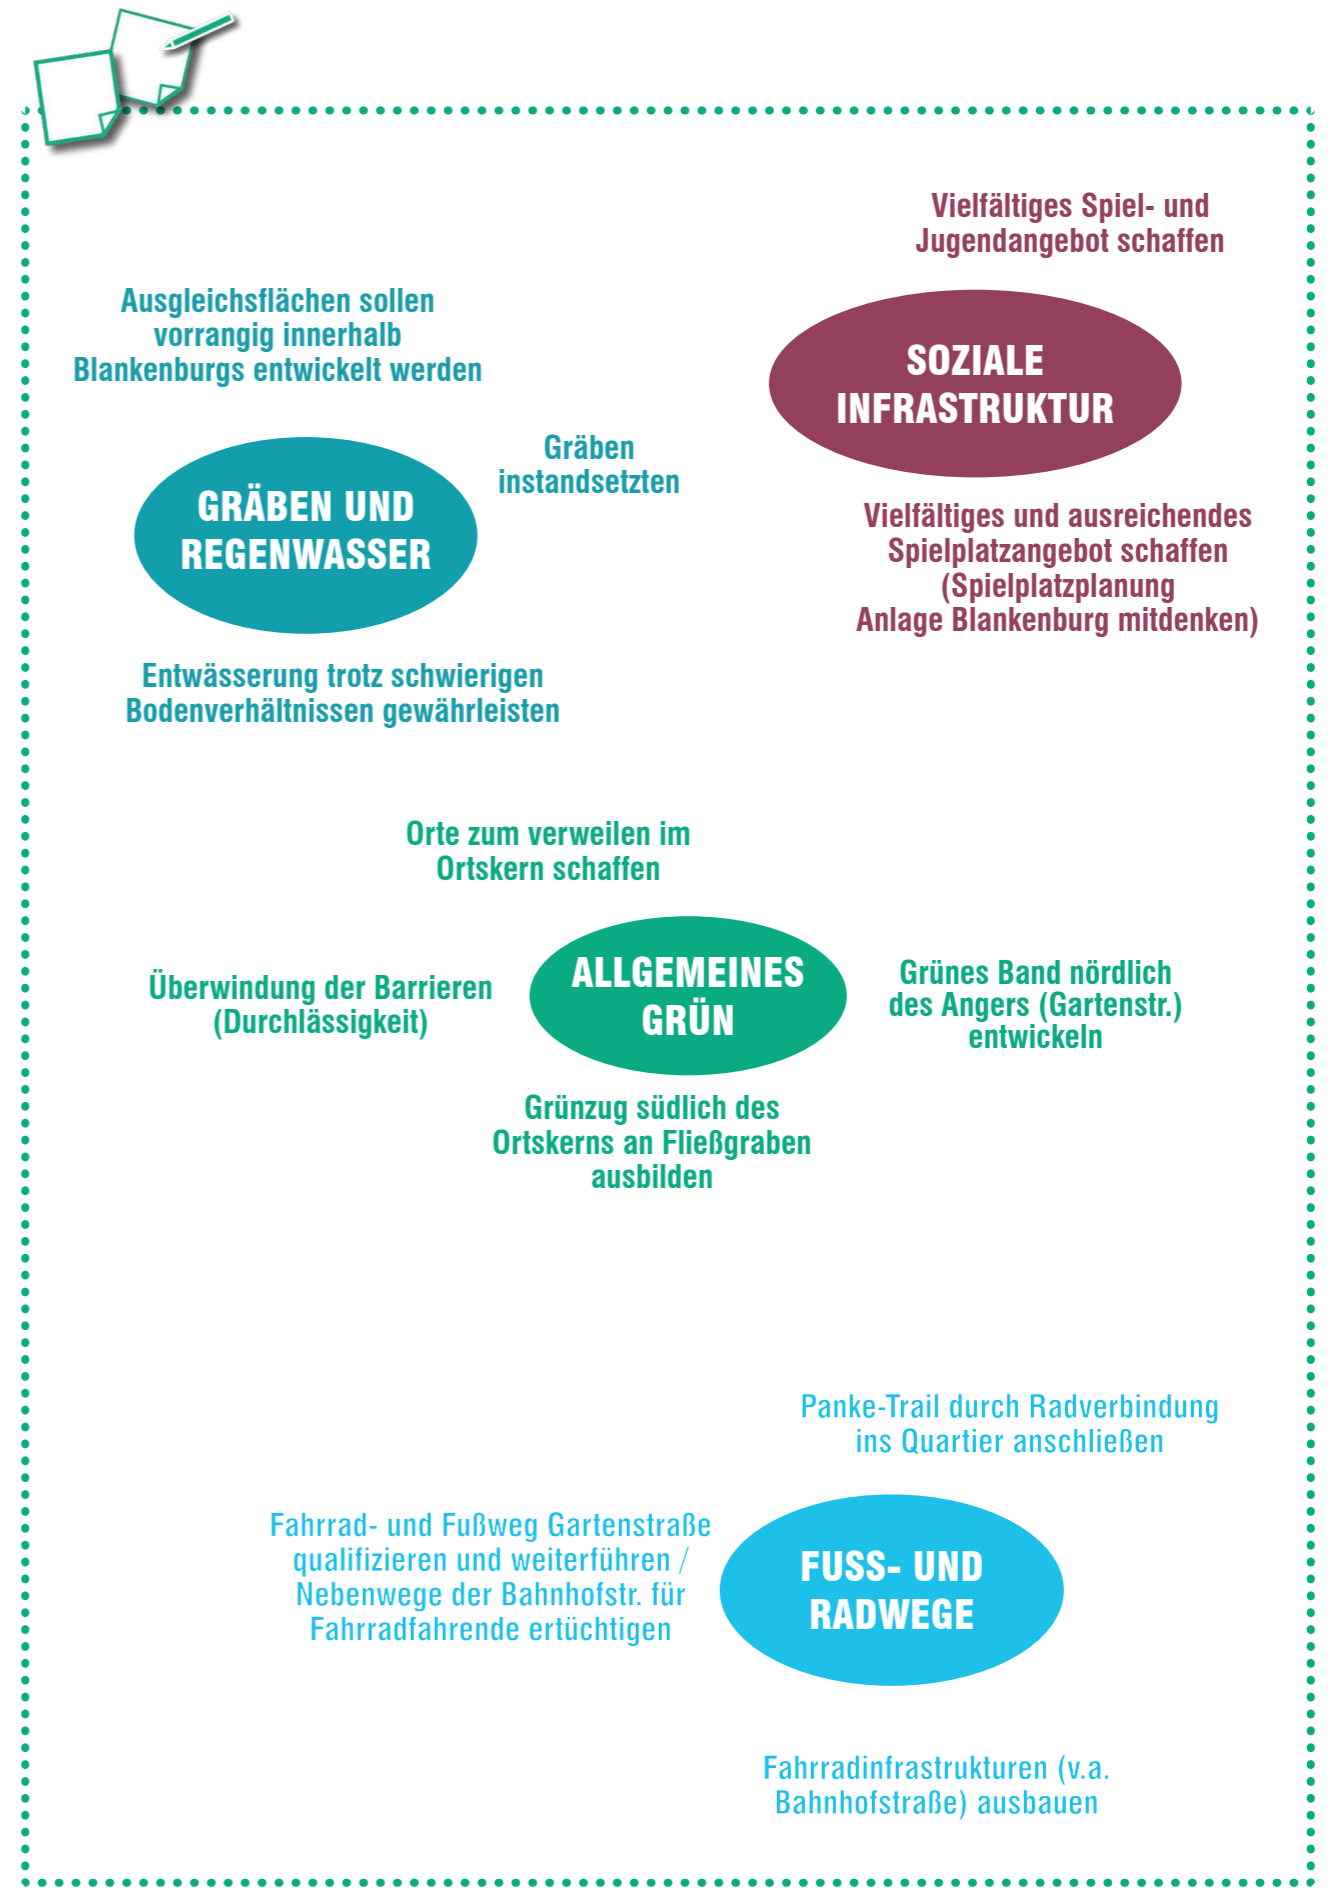 Vielfältiges Spiel- und
Jugendangebot schaffen
SOZIALE
INFRASTRUKTUR
Vielfältiges und ausreichendes
Spielplatzangebot schaffen
(Spielplatzplanung
Anlage Blankenburg mitdenken)
Ausgleichsflächen sollen
vorrangig innerhalb
Blankenburgs entwickelt werden
Gräben
instandsetzten
GRÄBEN UND
REGENWASSER
Entwässerung trotz schwierigen
Bodenverhältnissen gewährleisten
Orte zum verweilen im
Ortskern schaffen
Überwindung der Barrieren
(Durchlässigkeit)
ALLGEMEINES
GRÜN
Grünes Band nördlich
des Angers (Gartenstr.)
entwickeln
Grünzug südlich des
Ortskerns an Fließgraben
ausbilden
Panke-Trail durch Radverbindung
ins Quartier anschließen
Fahrrad- und Fußweg Gartenstraße
qualifizieren und weiterführen /
Nebenwege der Bahnhofstr. für
Fahrradfahrende ertüchtigen
FUSS- UND
RADWEGE
Fahrradinfrastrukturen (v.a.
Bahnhofstraße) ausbauen